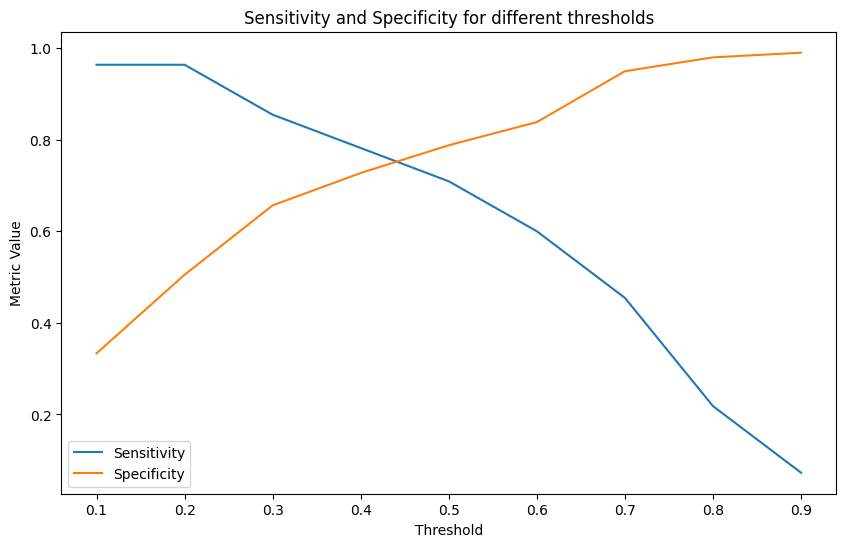 Sensitivity and Specificity for different thresholds
Metric Value
1.0
0.8
0.6
0.4
0.2
Sensitivity
Specificity
0.1 0.2 0.3 0.4 0.5 0.6 0.7 0.8 0.9
Threshold